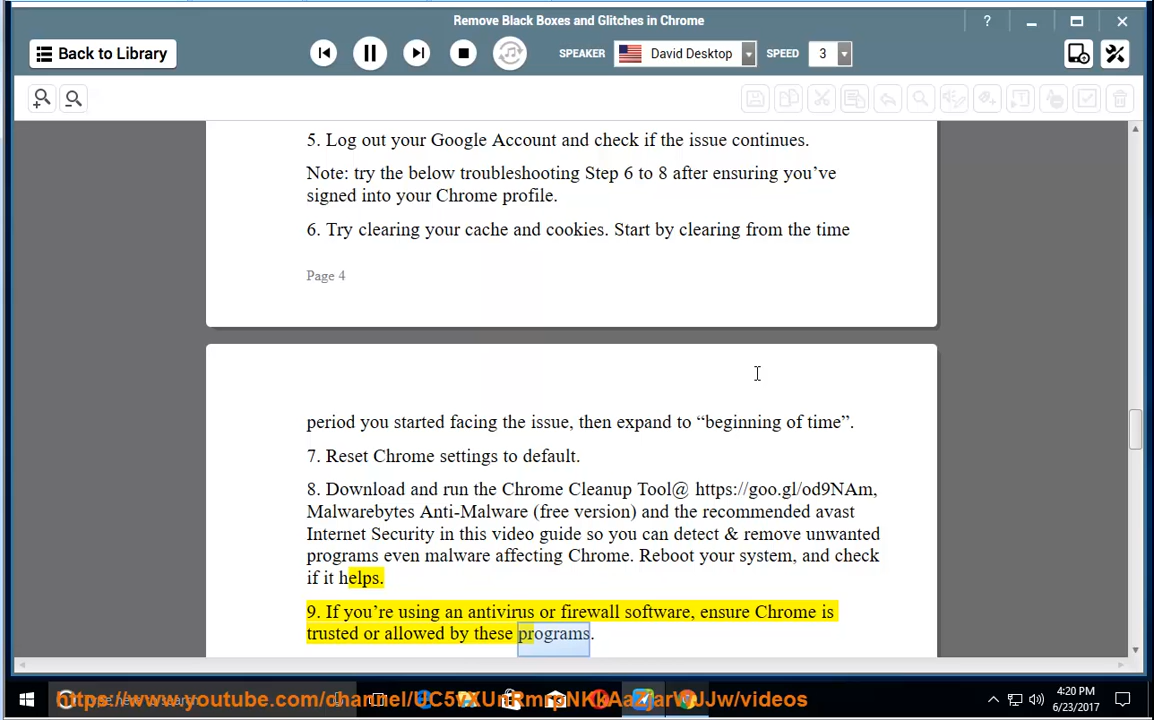 Remove Black Boxes and Glitches in Chrome
Back to Library
SPEAKER
David Desktop
SPEED
3
5. Log out your Google Account and check if the issue continues.
Note: try the below troubleshooting Step 6 to 8 after ensuring you’ve
signed into your Chrome profile.
6. Try clearing your cache and cookies. Start by clearing from the time
Page 4
period you started facing the issue, then expand to “beginning of time”.
7. Reset Chrome settings to default.
8. Download and run the Chrome Cleanup Tool@ https://goo.gl/od9NAm,
Malwarebytes Anti-Malware (free version) and the recommended avast
Internet Security in this video guide so you can detect & remove unwanted
programs even malware affecting Chrome. Reboot your system, and check
if it helps.
9. If you’re using an antivirus or firewall software, ensure Chrome is
trusted or allowed by these programs.
4:20 PM
6/23/2017